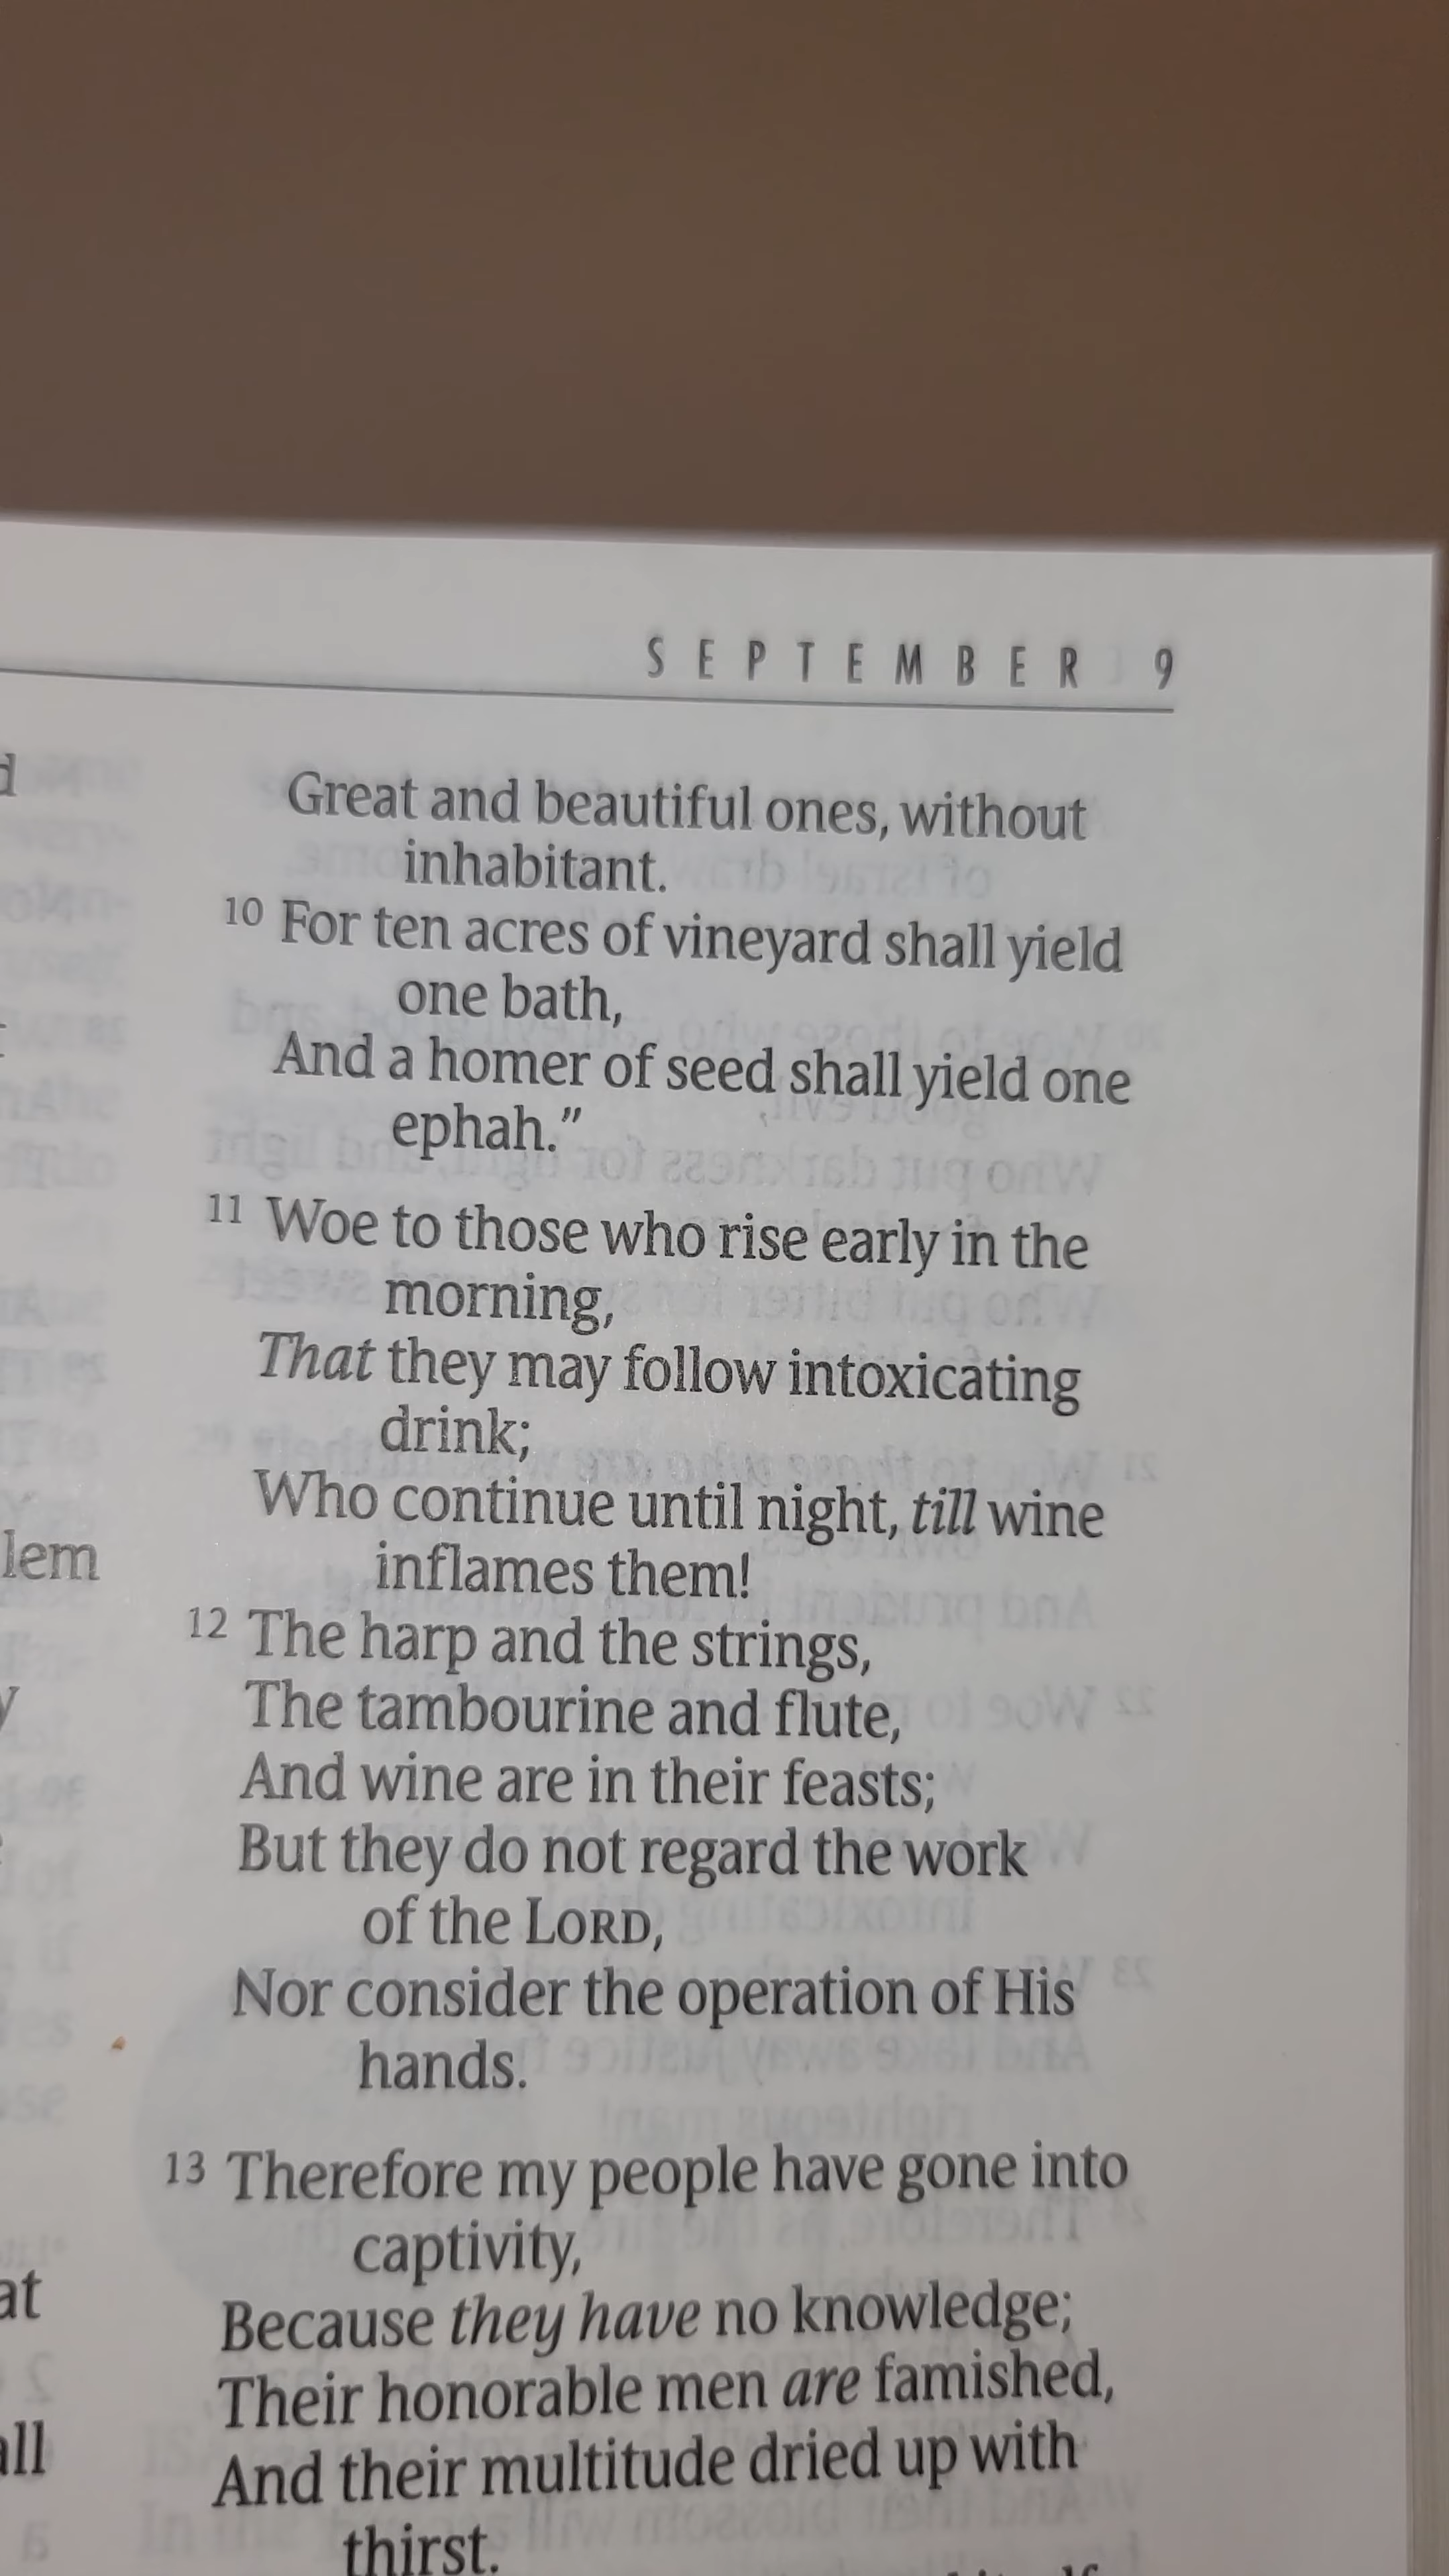 SEPTEMBER 9
Great and beautiful ones, without
inhabitant.
10 For ten acres of vineyard shall yield
one bath,
And a homer of seed shall yield one
ephah.”
11 Woe to those who rise early in the
morning,
That they may follow intoxicating
drink;
Who continue until night, till wine
inflames them!
12 The harp and the strings,
The tambourine and flute,
And wine are in their feasts;
But they do not regard the work
of the LORD,
Nor consider the operation of His
hands.
13 Therefore my people have gone into
captivity,
Because they have no knowledge;
Their honorable men are famished,
And their multitude dried up with
thirst.